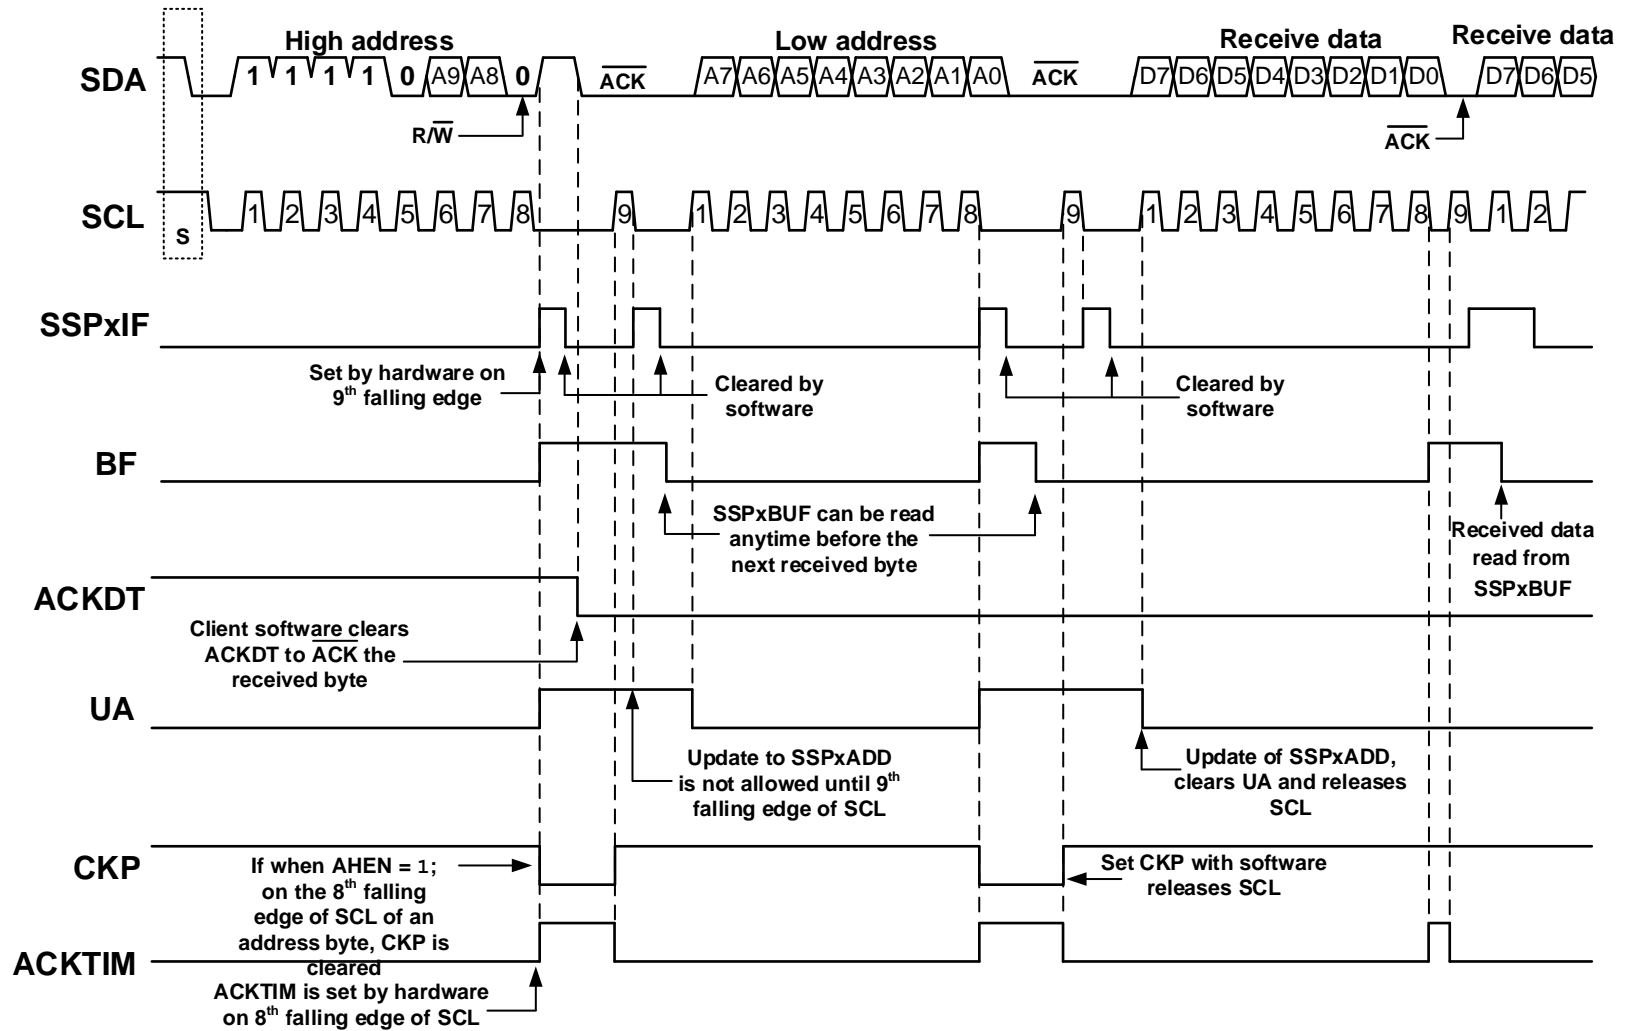 High address
Low address
Receive data
Receive data
SDA
1 1 1 1 0 A9 A8 0
ACK
A7 A6 A5 A4 A3 A2 A1 A0
ACK
D7 D6 D5 D4 D3 D2 D1 D0
D7 D6 D5
R/W
ACK
SCL
S
1 2 3 4 5 6 7 8 9
1 2 3 4 5 6 7 8 9
1 2 3 4 5 6 7 8 9
1 2
SSPxIF
Set by hardware on
9th falling edge
Cleared by
software
Cleared by
software
BF
SSPxBUF can be read
anytime before the
next received byte
Received data
read from
SSPxBUF
ACKDT
Client software clears
ACKDT to ACK the
received byte
UA
Update to SSPxADD
is not allowed until 9th
falling edge of SCL
Update of SSPxADD,
clears UA and releases
SCL
CKP
If when AHEN = 1;
on the 8th falling
edge of SCL of an
address byte, CKP is
cleared
Set CKP with software
releases SCL
ACKTIM
ACKTIM is set by hardware
on 8th falling edge of SCL